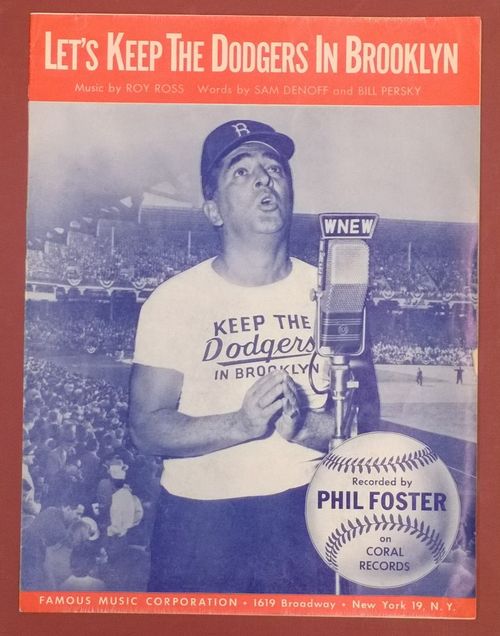 LET'S KEEP THE DODGERS IN BROOKLYN
Music by ROY ROSS Words by SAM DENOFF and BILL PERSKY
B
WNEW
KEEP THE
Dodgers
IN BROOKLYN
Recorded by
PHIL FOSTER
on
CORAL
RECORDS
FAMOUS MUSIC CORPORATION • 1619 Broadway • New York 19, N. Y.